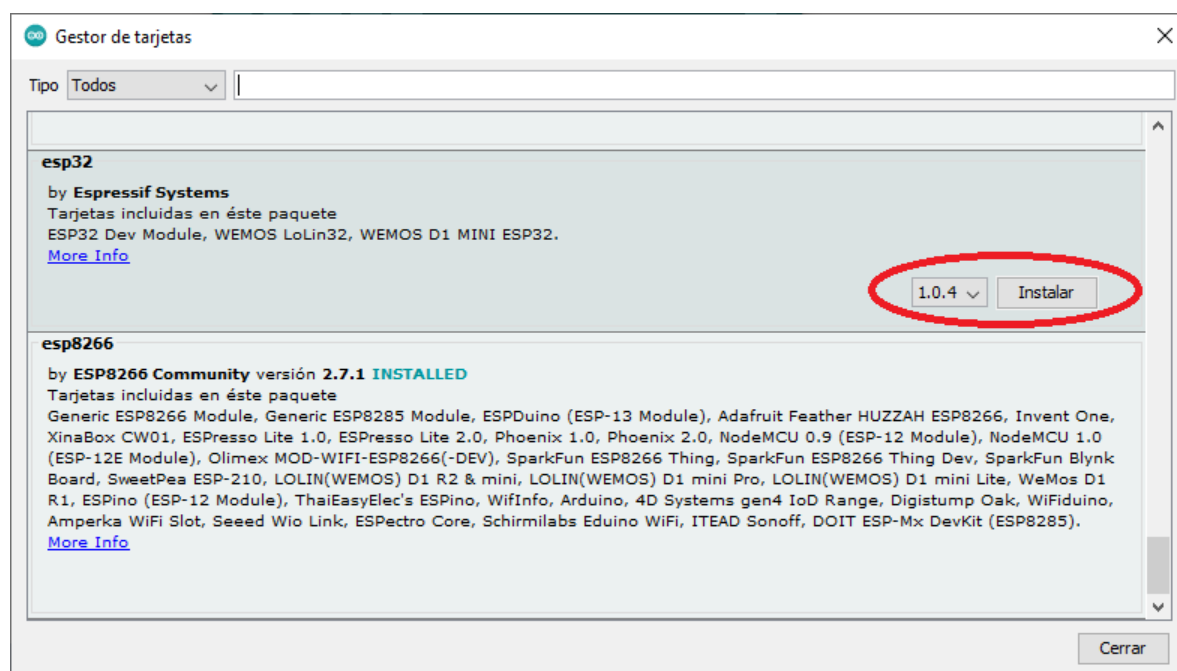 Gestor de tarjetas
Tipo Todos
esp32
by Espressif Systems
Tarjetas incluidas en éste paquete
ESP32 Dev Module, WEMOS LoLin32, WEMOS D1 MINI ESP32.
More Info
1.0.4 Instalar
esp8266
by ESP8266 Community versión 2.7.1 INSTALLED
Tarjetas incluidas en éste paquete
Generic ESP8266 Module, Generic ESP8285 Module, ESPDuino (ESP-13 Module), Adafruit Feather HUZZAH ESP8266, Invent One,
XinaBox CW01, ESPresso Lite 1.0, ESPresso Lite 2.0, Phoenix 1.0, Phoenix 2.0, NodeMCU 0.9 (ESP-12 Module), NodeMCU 1.0
(ESP-12E Module), Olimex MOD-WIFI-ESP8266(-DEV), SparkFun ESP8266 Thing, SparkFun ESP8266 Thing Dev, SparkFun Blynk
Board, SweetPea ESP-210, LOLIN(WEMOS) D1 R2 & mini, LOLIN(WEMOS) D1 mini Pro, LOLIN(WEMOS) D1 mini Lite, WeMos D1
R1, ESPino (ESP-12 Module), ThaiEasyElec's ESPino, WifInfo, Arduino, 4D Systems gen4 IoD Range, Digistump Oak, WiFiduino,
Amperka WiFi Slot, Seeed Wio Link, ESPectro Core, Schirmilabs Eduino WiFi, ITEAD Sonoff, DOIT ESP-Mx DevKit (ESP8285).
More Info
Cerrar